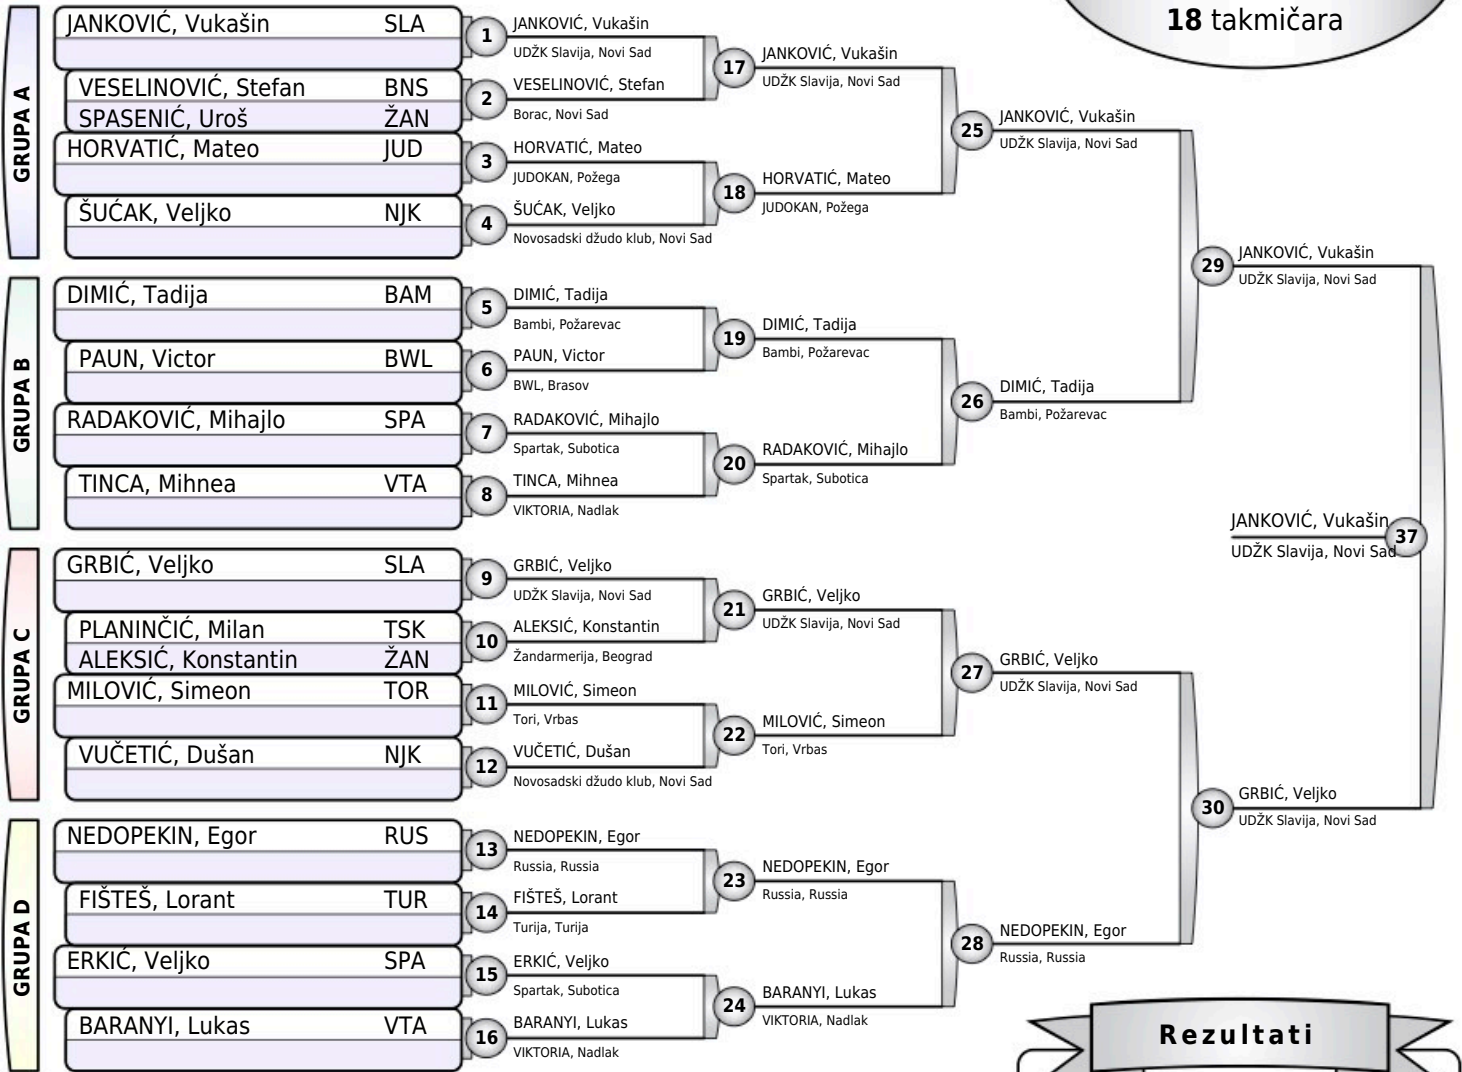 18 takmičara
GRUPA A
JANKOVIĆ, Vukašin SLA
VESELINOVIĆ, Stefan BNS
SPASENIĆ, Uroš ŽAN
HORVATIĆ, Mateo JUD
ŠUĆAK, Veljko NJK
GRUPA B
DIMIĆ, Tadija BAM
PAUN, Victor BWL
RADAKOVIĆ, Mihajlo SPA
TINCA, Mihnea VTA
GRUPA C
GRBIĆ, Veljko SLA
PLANINČIĆ, Milan TSK
ALEKSIĆ, Konstantin ŽAN
MILOVIĆ, Simeon TOR
VUČETIĆ, Dušan NJK
GRUPA D
NEDOPEKIN, Egor RUS
FIŠTEŠ, Lorant TUR
ERKIĆ, Veljko SPA
BARANYI, Lukas VTA
1 JANKOVIĆ, Vukašin
UDŽK Slavija, Novi Sad
2 VESELINOVIĆ, Stefan
Borac, Novi Sad
3 HORVATIĆ, Mateo
JUDOKAN, Požega
4 ŠUĆAK, Veljko
Novosadski džudo klub, Novi Sad
5 DIMIĆ, Tadija
Bambi, Požarevac
6 PAUN, Victor
BWL, Brasov
7 RADAKOVIĆ, Mihajlo
Spartak, Subotica
8 TINCA, Mihnea
VIKTORIA, Nadlak
9 GRBIĆ, Veljko
UDŽK Slavija, Novi Sad
10 ALEKSIĆ, Konstantin
Žandarmerija, Beograd
11 MILOVIĆ, Simeon
Tori, Vrbas
12 VUČETIĆ, Dušan
Novosadski džudo klub, Novi Sad
13 NEDOPEKIN, Egor
Russia, Russia
14 FIŠTEŠ, Lorant
Turija, Turija
15 ERKIĆ, Veljko
Spartak, Subotica
16 BARANYI, Lukas
VIKTORIA, Nadlak
17 JANKOVIĆ, Vukašin
UDŽK Slavija, Novi Sad
18 HORVATIĆ, Mateo
JUDOKAN, Požega
19 DIMIĆ, Tadija
Bambi, Požarevac
20 RADAKOVIĆ, Mihajlo
Spartak, Subotica
21 GRBIĆ, Veljko
UDŽK Slavija, Novi Sad
22 MILOVIĆ, Simeon
Tori, Vrbas
23 NEDOPEKIN, Egor
Russia, Russia
24 BARANYI, Lukas
VIKTORIA, Nadlak
25 JANKOVIĆ, Vukašin
UDŽK Slavija, Novi Sad
26 DIMIĆ, Tadija
Bambi, Požarevac
27 GRBIĆ, Veljko
UDŽK Slavija, Novi Sad
28 NEDOPEKIN, Egor
Russia, Russia
29 JANKOVIĆ, Vukašin
UDŽK Slavija, Novi Sad
30 GRBIĆ, Veljko
UDŽK Slavija, Novi Sad
JANKOVIĆ, Vukašin 37
UDŽK Slavija, Novi Sad
Rezultati